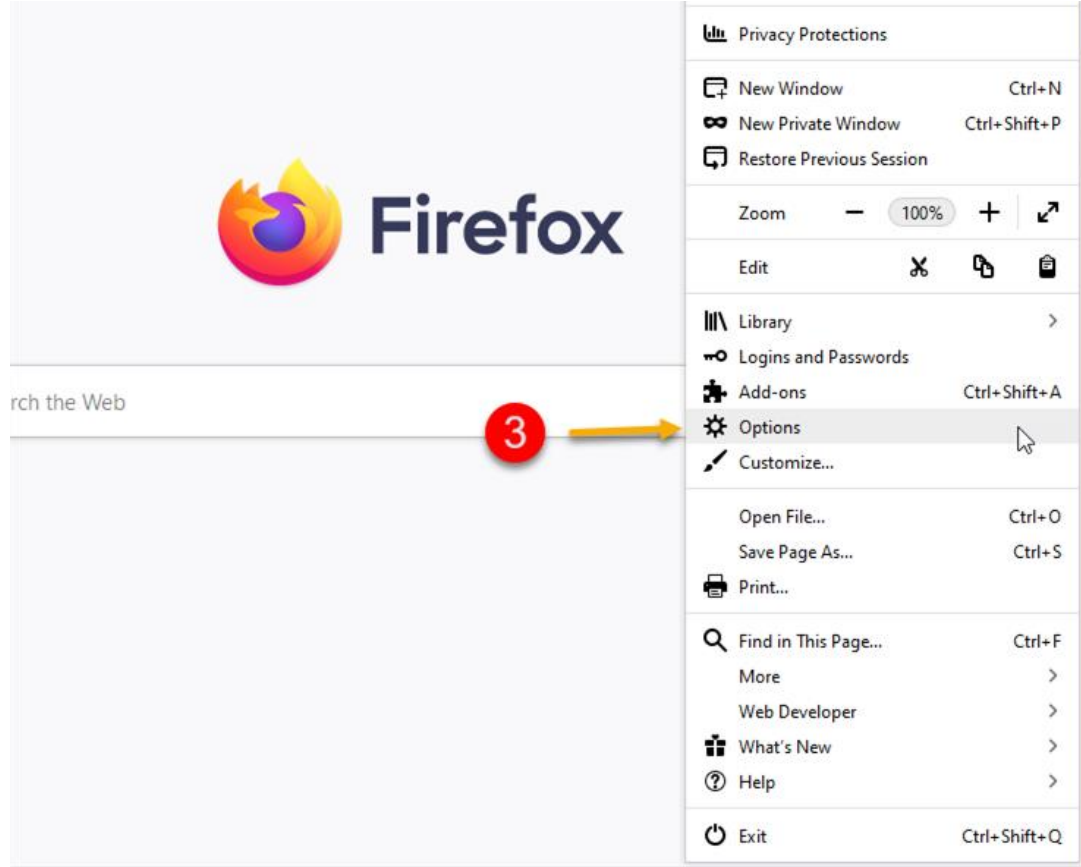 Privacy Protections
New Window Ctrl+N
New Private Window Ctrl+Shift+P
Restore Previous Session
Zoom 100%
Edit
Firefox
Library
Logins and Passwords
Add-ons Ctrl+Shift+A
rch the Web
3
Options
Customize...
Open File... Ctrl+O
Save Page As... Ctrl+S
Print...
Find in This Page... Ctrl+F
More
Web Developer
What's New
Help
Exit Ctrl+Shift+Q